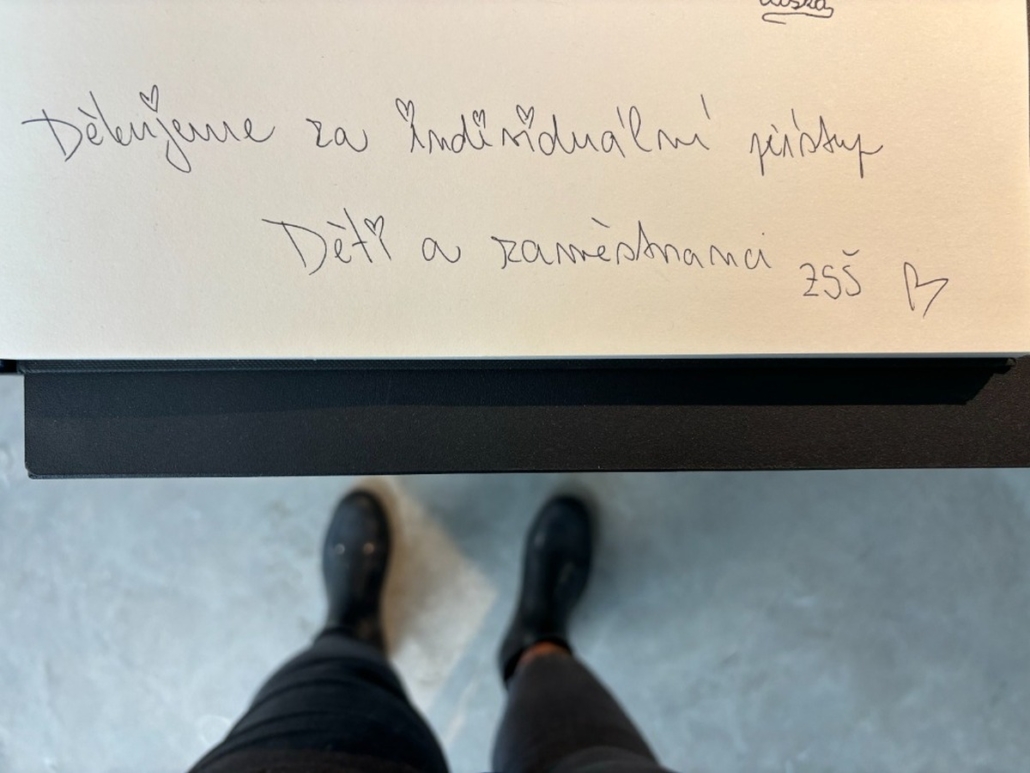 Děkujeme za individuální přístup
Děti a zaměstnanci ZSŠ